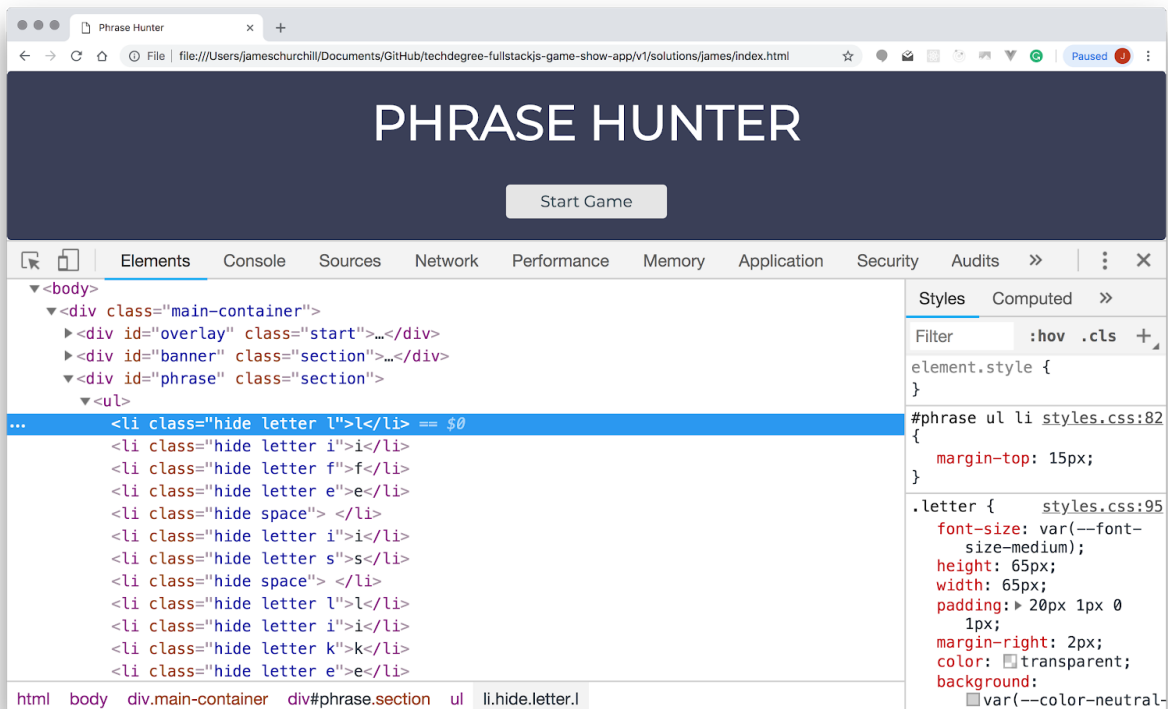 Phrase Hunter
File | file:///Users/jameschurchill/Documents/GitHub/techdegree-fullstackjs-game-show-app/v1/solutions/james/index.html
Paused J
PHRASE HUNTER
Start Game
Elements Console Sources Network Performance Memory Application Security Audits »
▼<body>
▼<div class="main-container">
▶<div id="overlay" class="start">…</div>
▶<div id="banner" class="section">…</div>
▼<div id="phrase" class="section">
▼<ul>
... <li class="hide letter l">l</li> == $0
<li class="hide letter i">i</li>
<li class="hide letter f">f</li>
<li class="hide letter e">e</li>
<li class="hide space"> </li>
<li class="hide letter i">i</li>
<li class="hide letter s">s</li>
<li class="hide space"> </li>
<li class="hide letter l">l</li>
<li class="hide letter i">i</li>
<li class="hide letter k">k</li>
<li class="hide letter e">e</li>
html body div.main-container div#phrase.section ul li.hide.letter.l
Styles Computed »
Filter :hov .cls +
element.style {
}
#phrase ul li styles.css:82
{
margin-top: 15px;
}
.letter { styles.css:95
font-size: var(--font-
size-medium);
height: 65px;
width: 65px;
padding:▶ 20px 1px 0
1px;
margin-right: 2px;
color: transparent;
background:
var(--color-neutral-